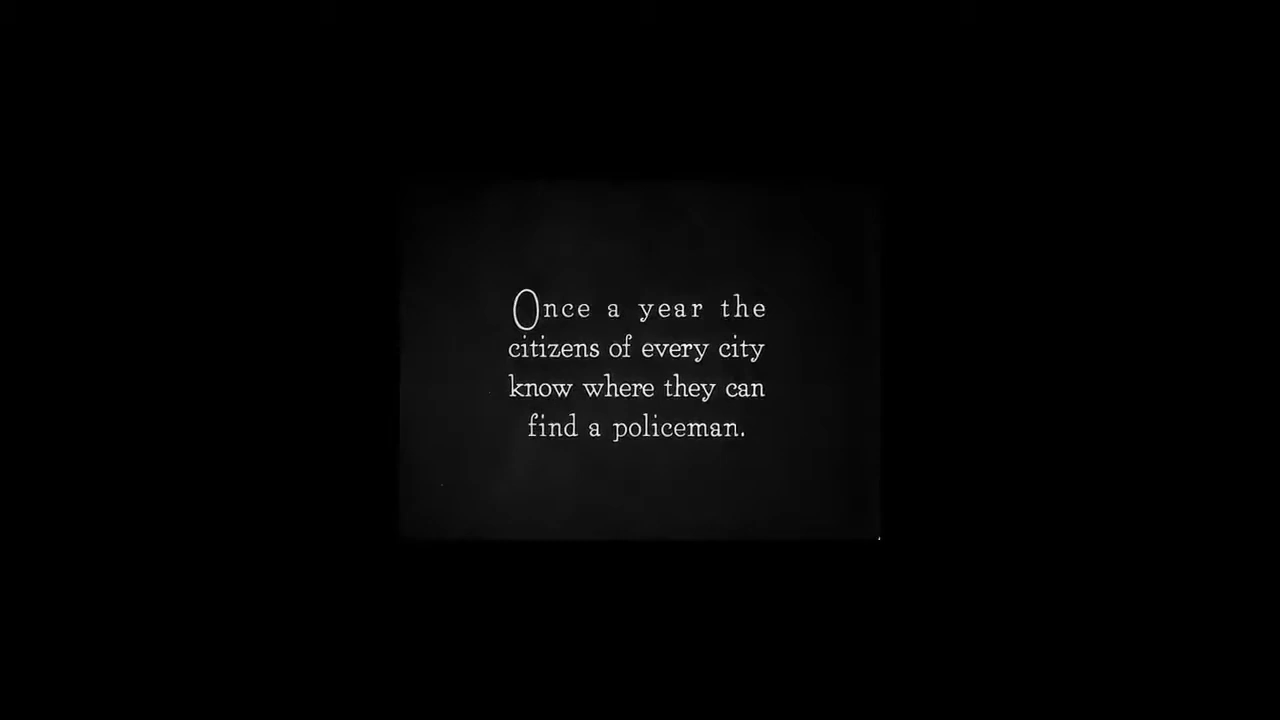 Once a year the
citizens of every city
know where they can
find a policeman.